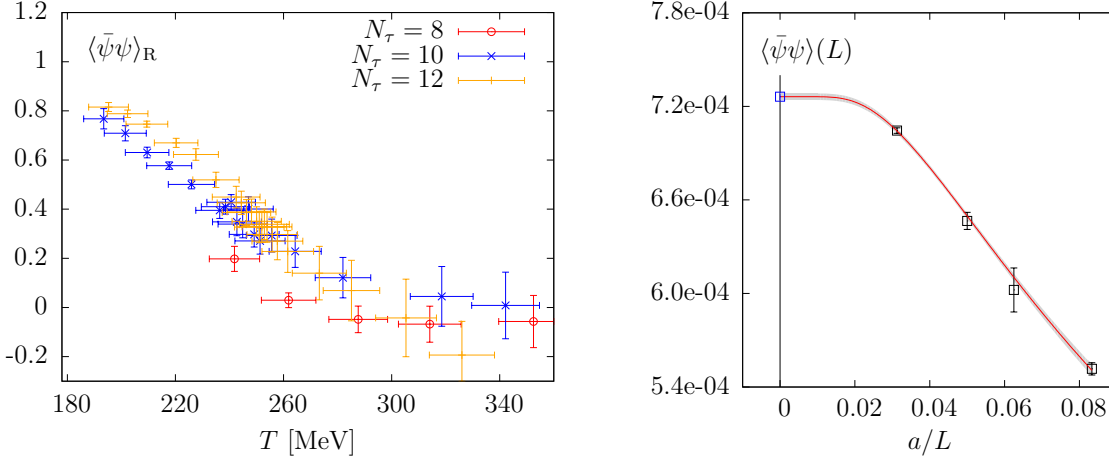 ⟨ψ̄ψ⟩R
Nτ = 8
Nτ = 10
Nτ = 12
1.2
1
0.8
0.6
0.4
0.2
0
-0.2
180 220 260 300 340
T [MeV]
⟨ψ̄ψ⟩(L)
7.8e-04
7.2e-04
6.6e-04
6.0e-04
5.4e-04
0 0.02 0.04 0.06 0.08
a/L